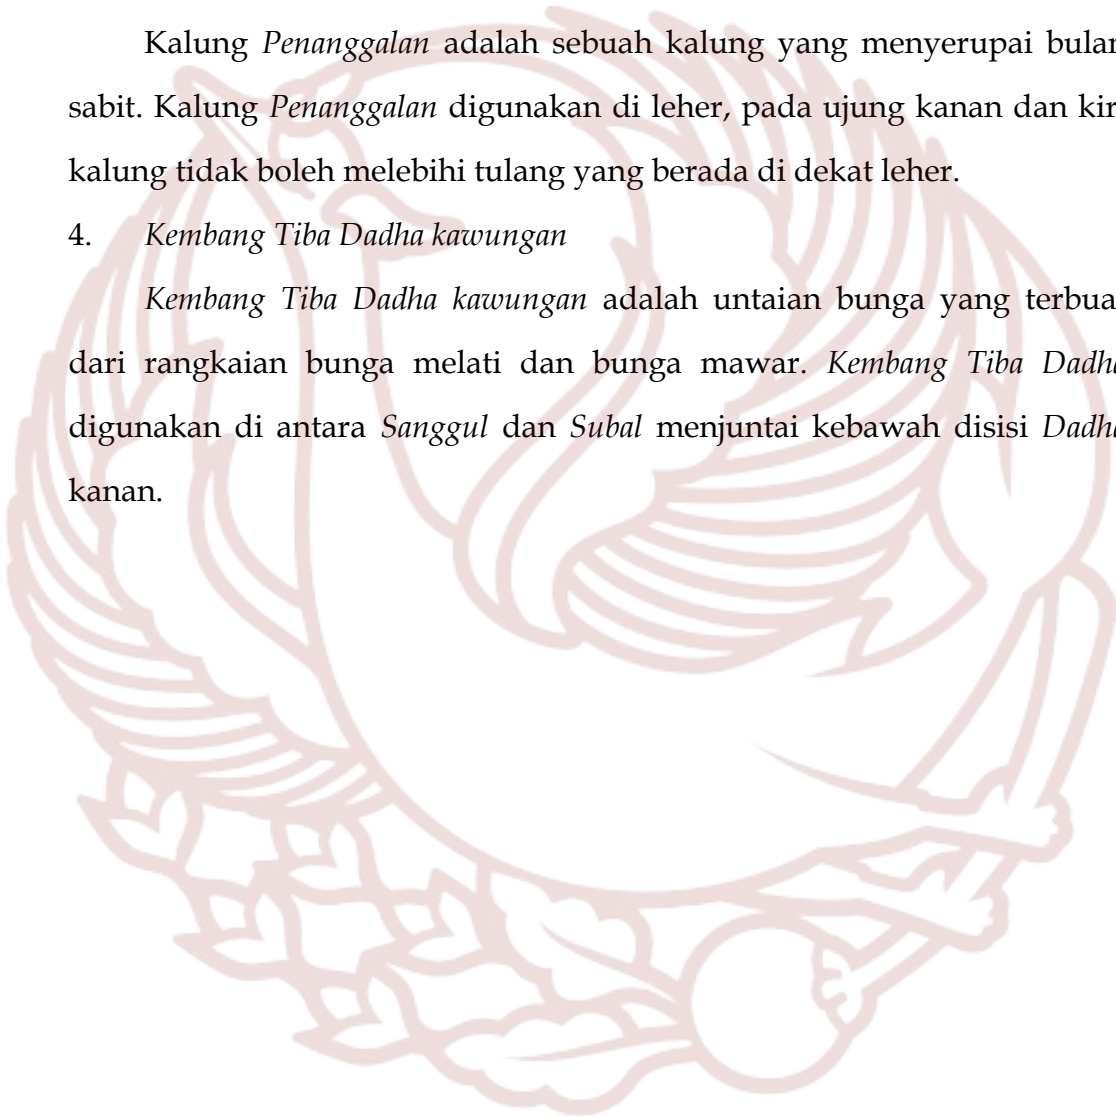 Kalung Penanggalan adalah sebuah kalung yang menyerupai bulan
sabit. Kalung Penanggalan digunakan di leher, pada ujung kanan dan kiri
kalung tidak boleh melebihi tulang yang berada di dekat leher.
4. Kembang Tiba Dadha kawungan
Kembang Tiba Dadha kawungan adalah untaian bunga yang terbua
dari rangkaian bunga melati dan bunga mawar. Kembang Tiba Dadha
digunakan di antara Sanggul dan Subal menjuntai kebawah disisi Dadha
kanan.